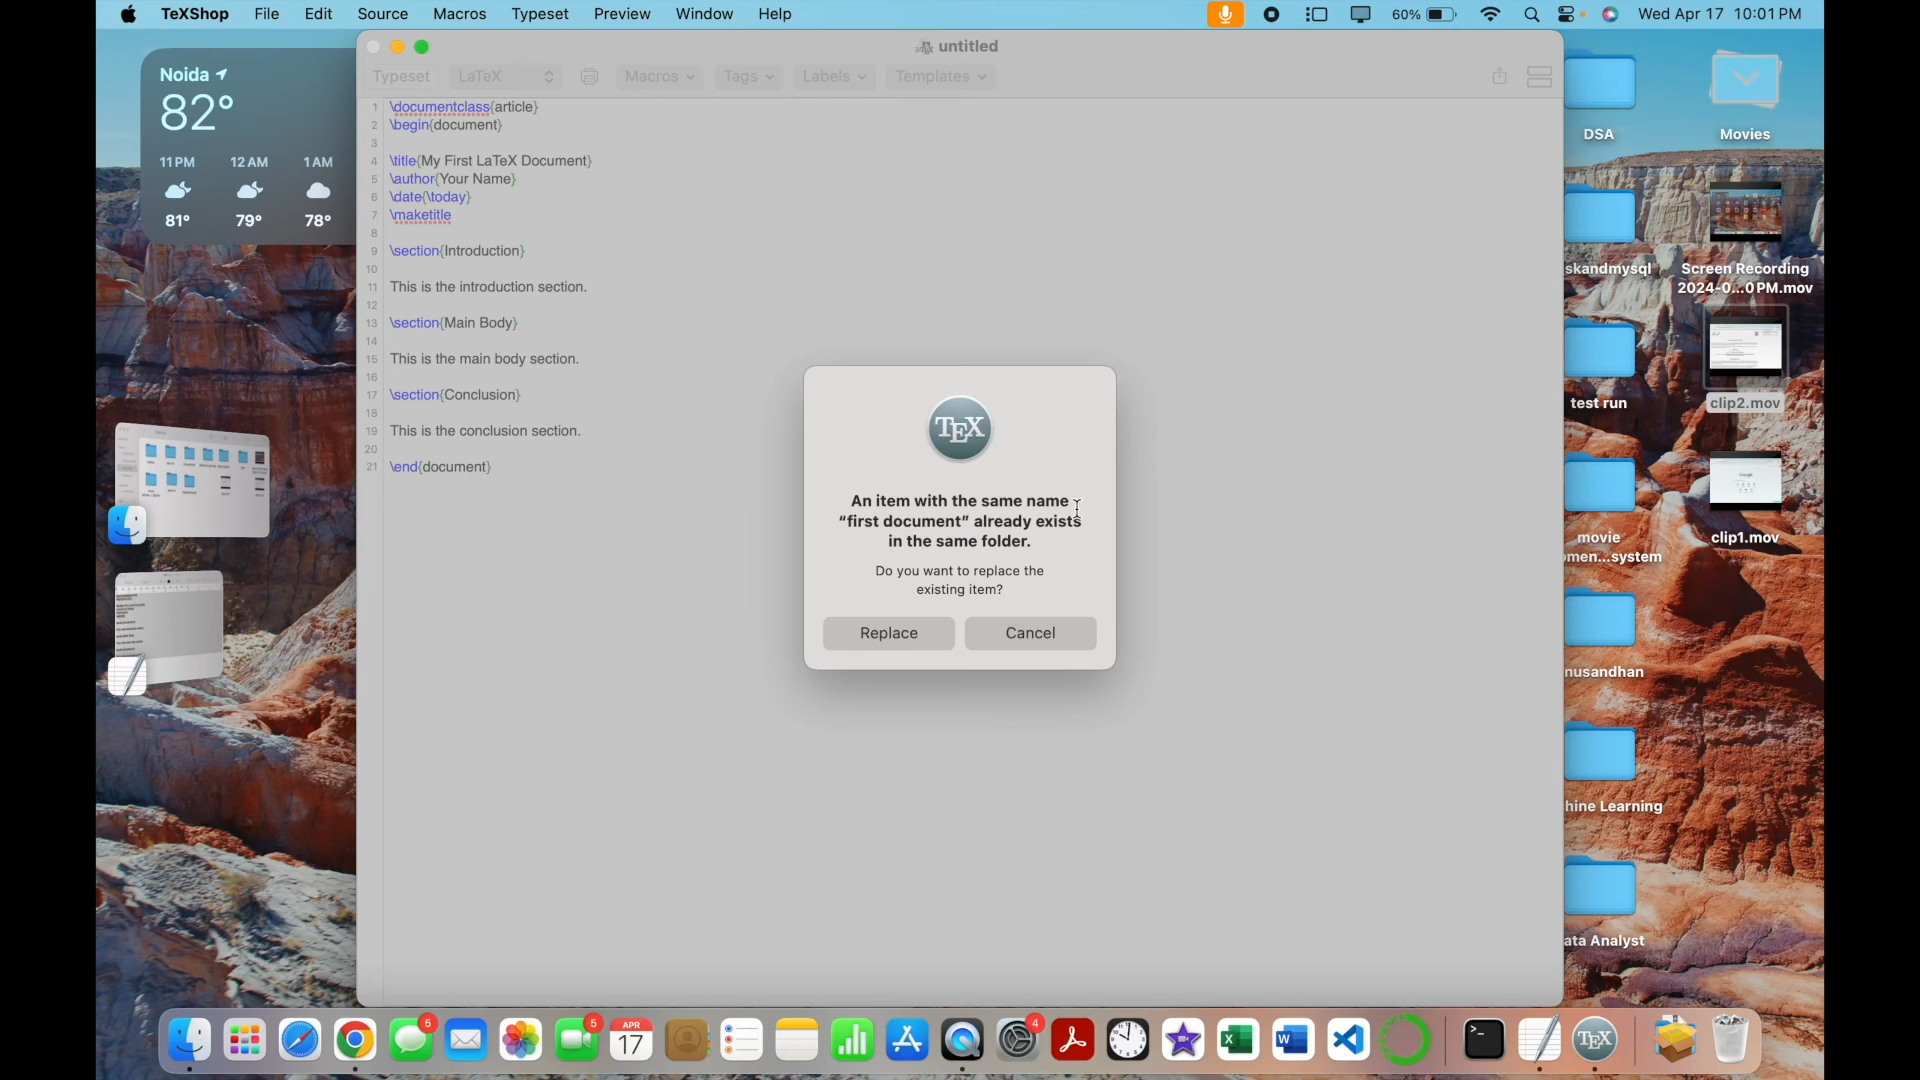 TeXShop File Edit Source Macros Typeset Preview Window Help 60% Wed Apr 17 10:01 PM
untitled
Typeset LaTeX Macros Tags Labels Templates
Noida
82°
11 PM 12 AM 1 AM
81° 79° 78°
1 \documentclass{article}
2 \begin{document}
3
4 \title{My First LaTeX Document}
5 \author{Your Name}
6 \date{\today}
7 \maketitle
8
9 \section{Introduction}
10
11 This is the introduction section.
12
13 \section{Main Body}
14
15 This is the main body section.
16
17 \section{Conclusion}
18
19 This is the conclusion section.
20
21 \end{document}
TEX
An item with the same name
“first document” already exists
in the same folder.
Do you want to replace the
existing item?
Replace Cancel
DSA Movies
skandmysql Screen Recording
2024-0...0 PM.mov
test run clip2.mov
movie clip1.mov
omen...system
nusandhan
hine Learning
ata Analyst
5 5 APR 17 4 X W >_ TEX